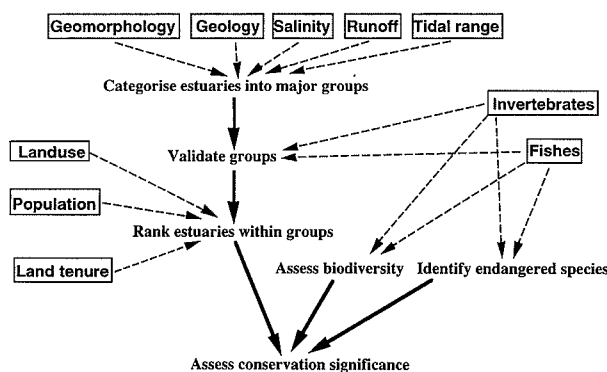 Geomorphology Geology Salinity Runoff Tidal range
Categorise estuaries into major groups
Invertebrates
Landuse
Validate groups
Fishes
Population
Rank estuaries within groups
Land tenure
Assess biodiversity Identify endangered species
Assess conservation significance